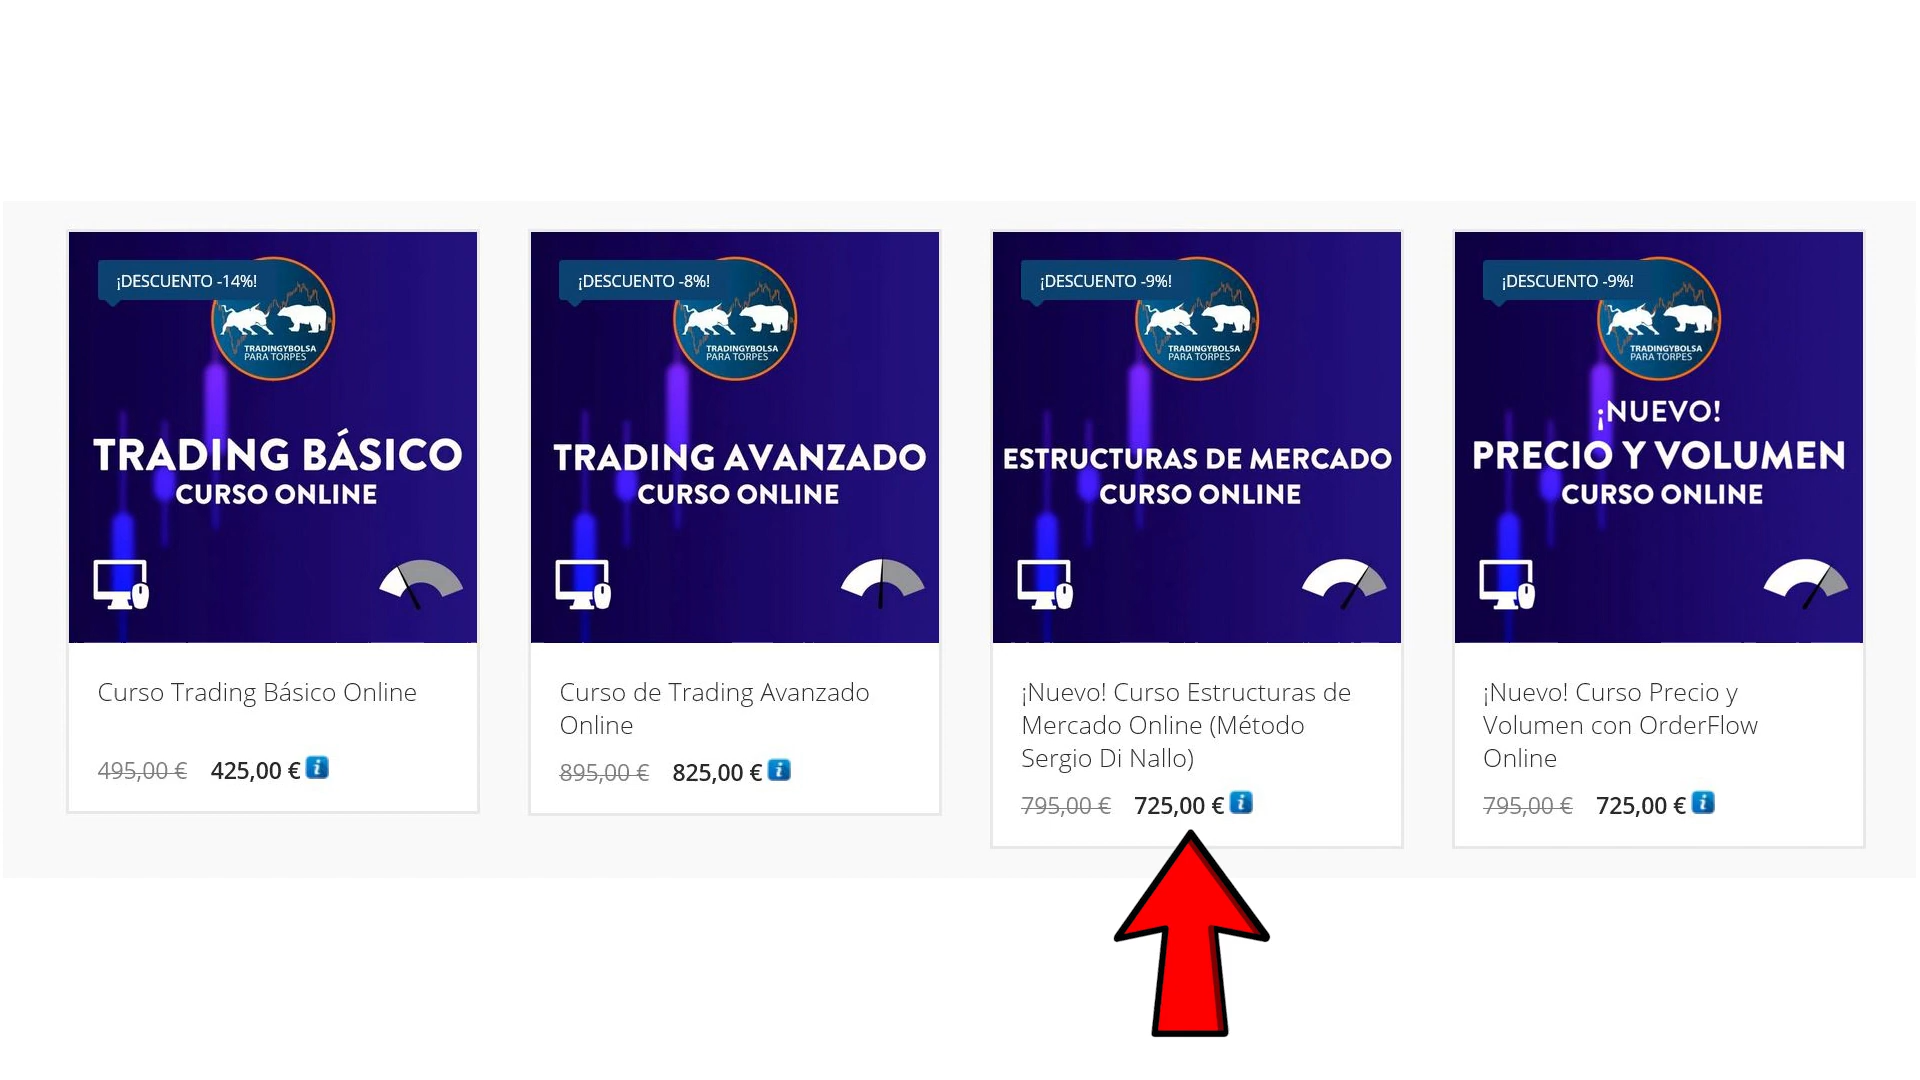 ¡DESCUENTO -14%!
TRADINGYBOLSA
PARA TORPES
TRADING BÁSICO
CURSO ONLINE
Curso Trading Básico Online
495,00 € 425,00 €
¡DESCUENTO -8%!
TRADINGYBOLSA
PARA TORPES
TRADING AVANZADO
CURSO ONLINE
Curso de Trading Avanzado
Online
895,00 € 825,00 €
¡DESCUENTO -9%!
TRADINGYBOLSA
PARA TORPES
ESTRUCTURAS DE MERCADO
CURSO ONLINE
¡Nuevo! Curso Estructuras de
Mercado Online (Método
Sergio Di Nallo)
795,00 € 725,00 €
¡DESCUENTO -9%!
TRADINGYBOLSA
PARA TORPES
¡NUEVO!
PRECIO Y VOLUMEN
CURSO ONLINE
¡Nuevo! Curso Precio y
Volumen con OrderFlow
Online
795,00 € 725,00 €